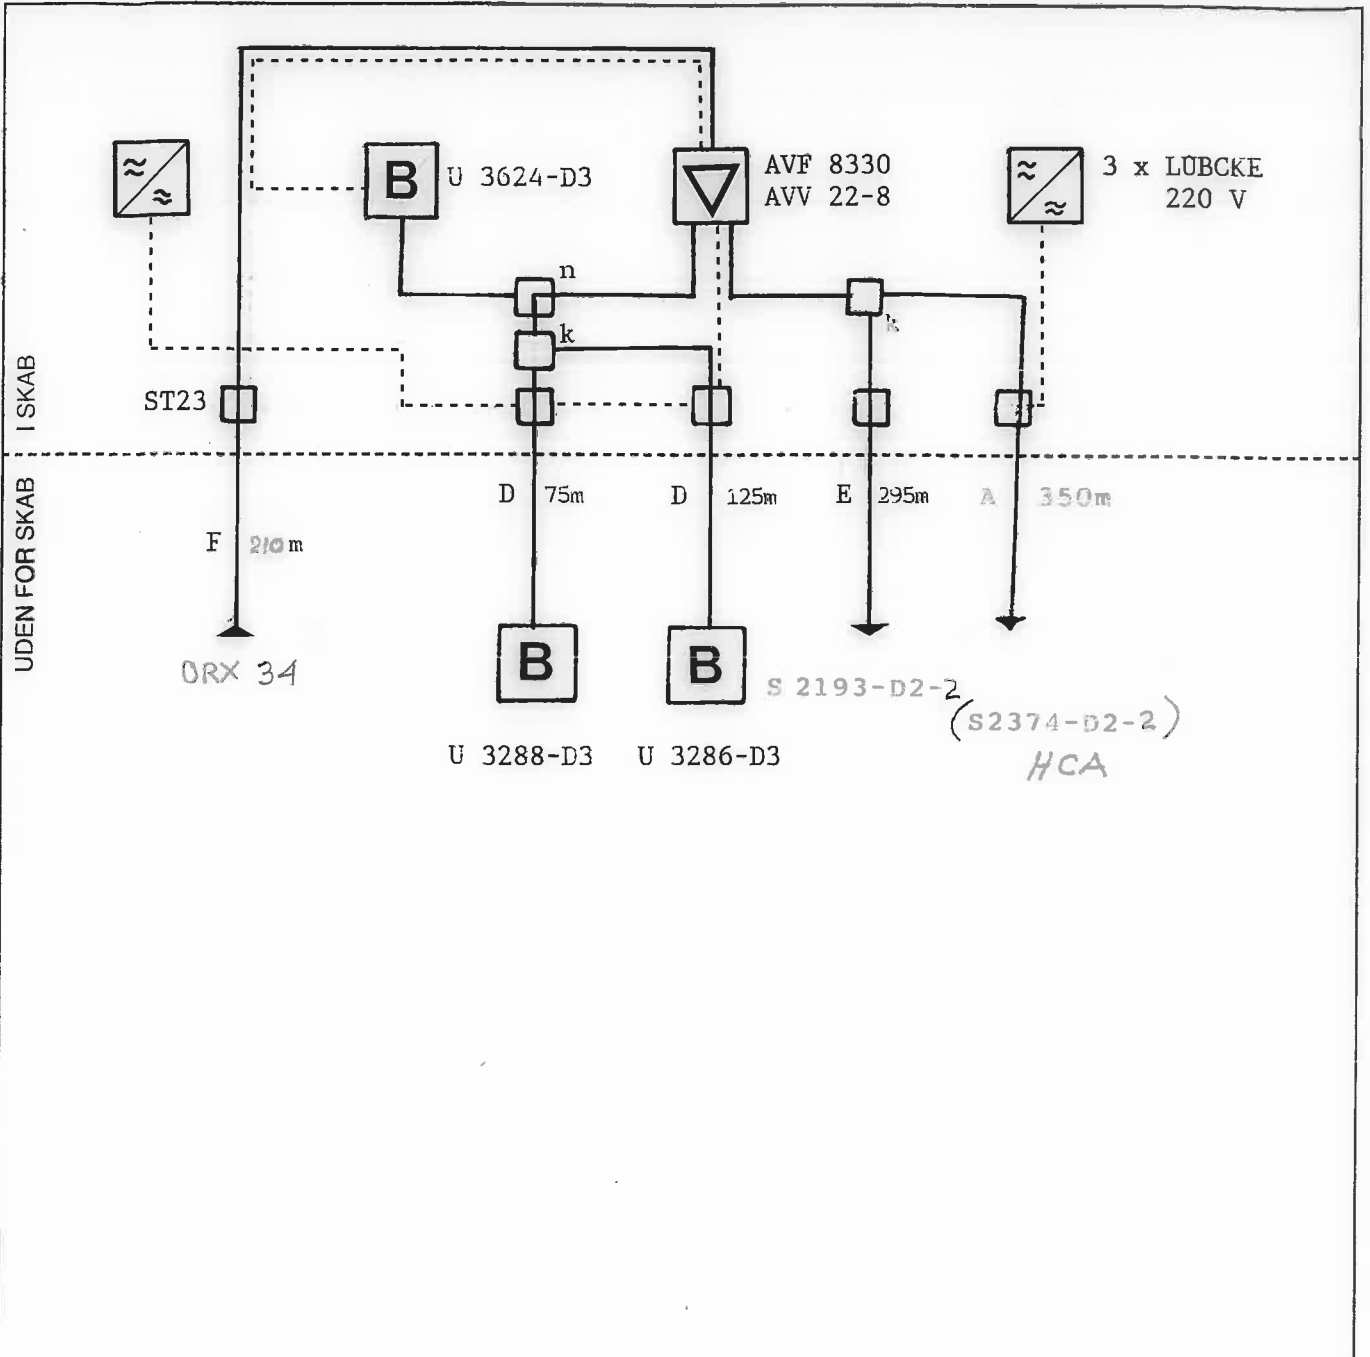 B
U 3624-D3
AVF 8330
AVV 22-8
3 x LÜBCKE
220 V
n
k
k
ST23
I SKAB
UDEN FOR SKAB
D 75m
D 125m
E 295m
A 350m
F 210m
ORX 34
B
B
S 2193-D2-2
(S2374-D2-2)
HCA
U 3288-D3
U 3286-D3